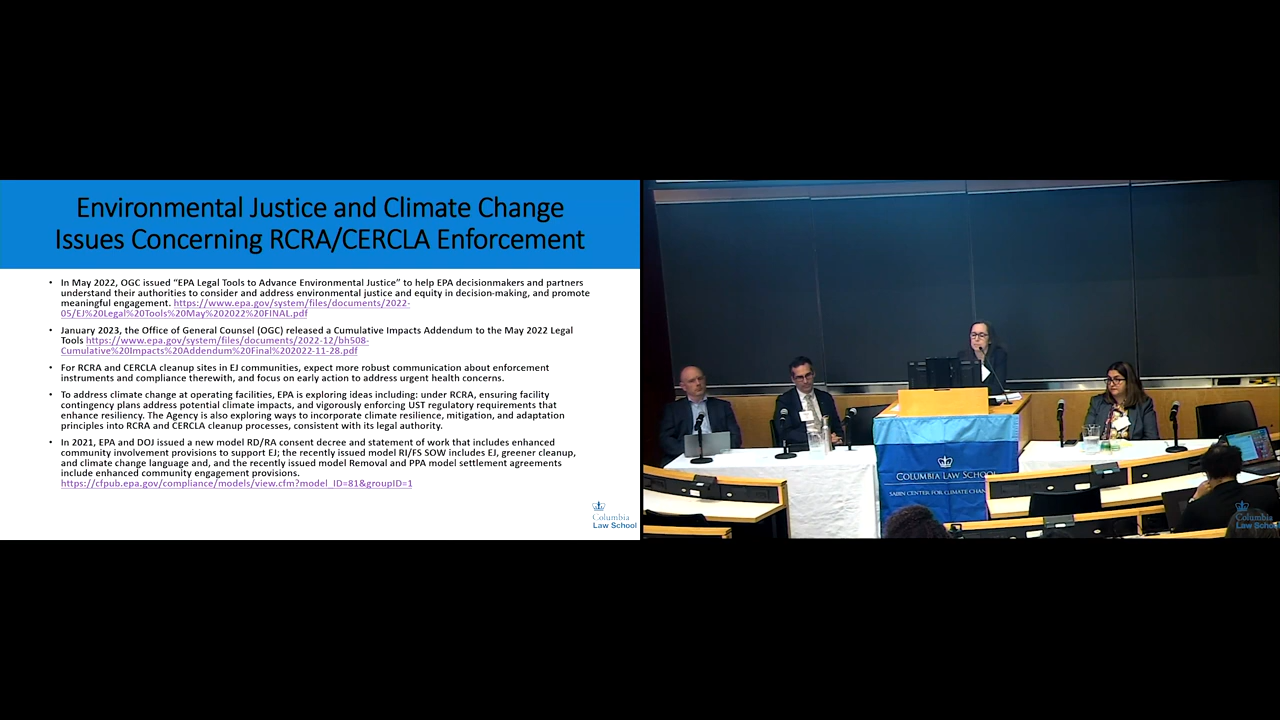 Environmental Justice and Climate Change
Issues Concerning RCRA/CERCLA Enforcement
• In May 2022, OGC issued “EPA Legal Tools to Advance Environmental Justice” to help EPA decisionmakers and partners
understand their authorities to consider and address environmental justice and equity in decision-making, and promote
meaningful engagement. https://www.epa.gov/system/files/documents/2022-
05/EJ%20Legal%20Tools%20May%202022%20FINAL.pdf
• January 2023, the Office of General Counsel (OGC) released a Cumulative Impacts Addendum to the May 2022 Legal
Tools https://www.epa.gov/system/files/documents/2022-12/bh508-
Cumulative%20Impacts%20Addendum%20Final%202022-11-28.pdf
• For RCRA and CERCLA cleanup sites in EJ communities, expect more robust communication about enforcement
instruments and compliance therewith, and focus on early action to address urgent health concerns.
• To address climate change at operating facilities, EPA is exploring ideas including: under RCRA, ensuring facility
contingency plans address potential climate impacts, and vigorously enforcing UST regulatory requirements that
enhance resiliency. The Agency is also exploring ways to incorporate climate resilience, mitigation, and adaptation
principles into RCRA and CERCLA cleanup processes, consistent with its legal authority.
• In 2021, EPA and DOJ issued a new model RD/RA consent decree and statement of work that includes enhanced
community involvement provisions to support EJ; the recently issued model RI/FS SOW includes EJ, greener cleanup,
and climate change language and, and the recently issued model Removal and PPA model settlement agreements
include enhanced community engagement provisions.
https://cfpub.epa.gov/compliance/models/view.cfm?model_ID=81&groupID=1
Columbia
Law School
COLUMBIA LAW SCHOOL
SABIN CENTER FOR CLIMATE CHAN
Columbia
Law School